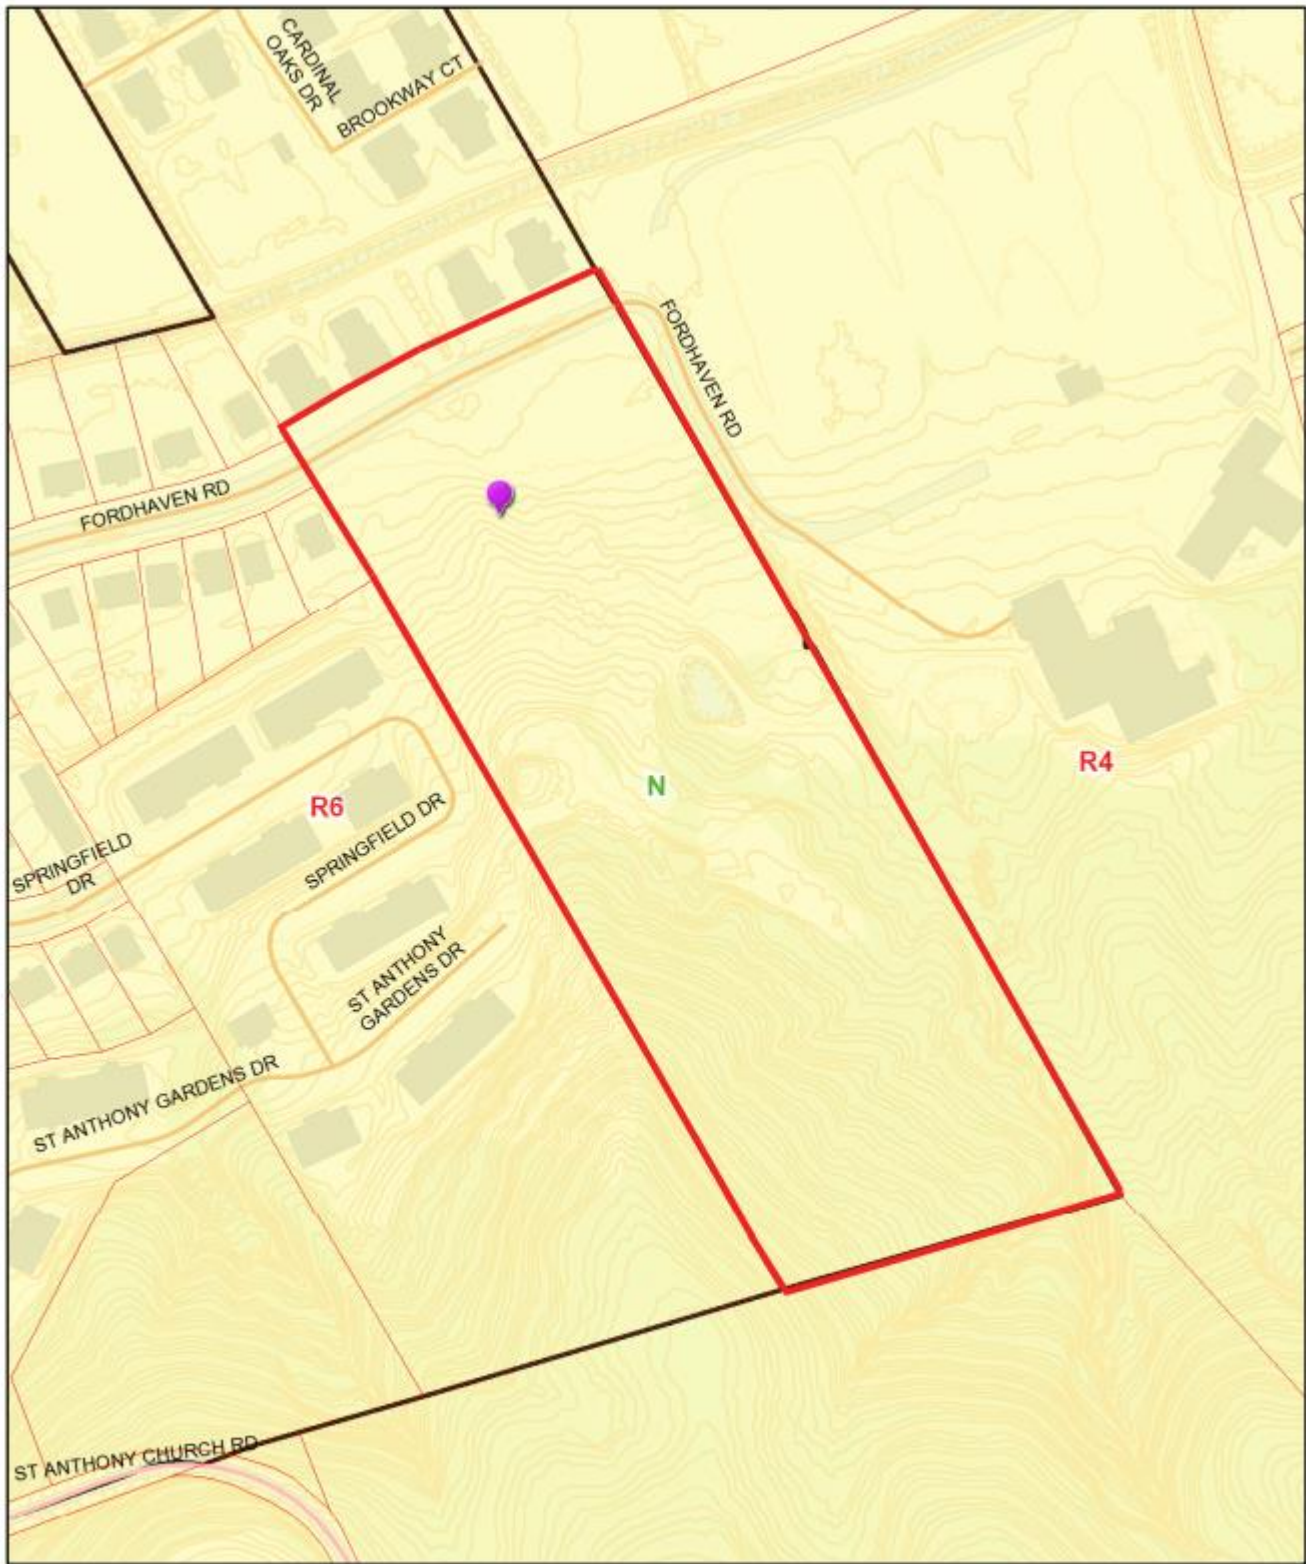 CARDINAL
OAKS DR
BROOKWAY CT
FORDHAVEN RD
FORDHAVEN RD
R4
N
R6
SPRINGFIELD DR
SPRINGFIELD
DR
ST ANTHONY
GARDENS DR
ST ANTHONY GARDENS DR
ST ANTHONY CHURCH RD